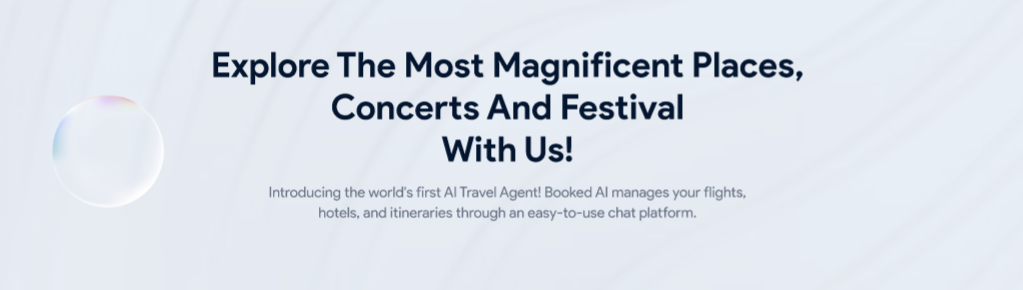 Explore The Most Magnificent Places,
Concerts And Festival
With Us!
Introducing the world's first AI Travel Agent! Booked AI manages your flights,
hotels, and itineraries through an easy-to-use chat platform.